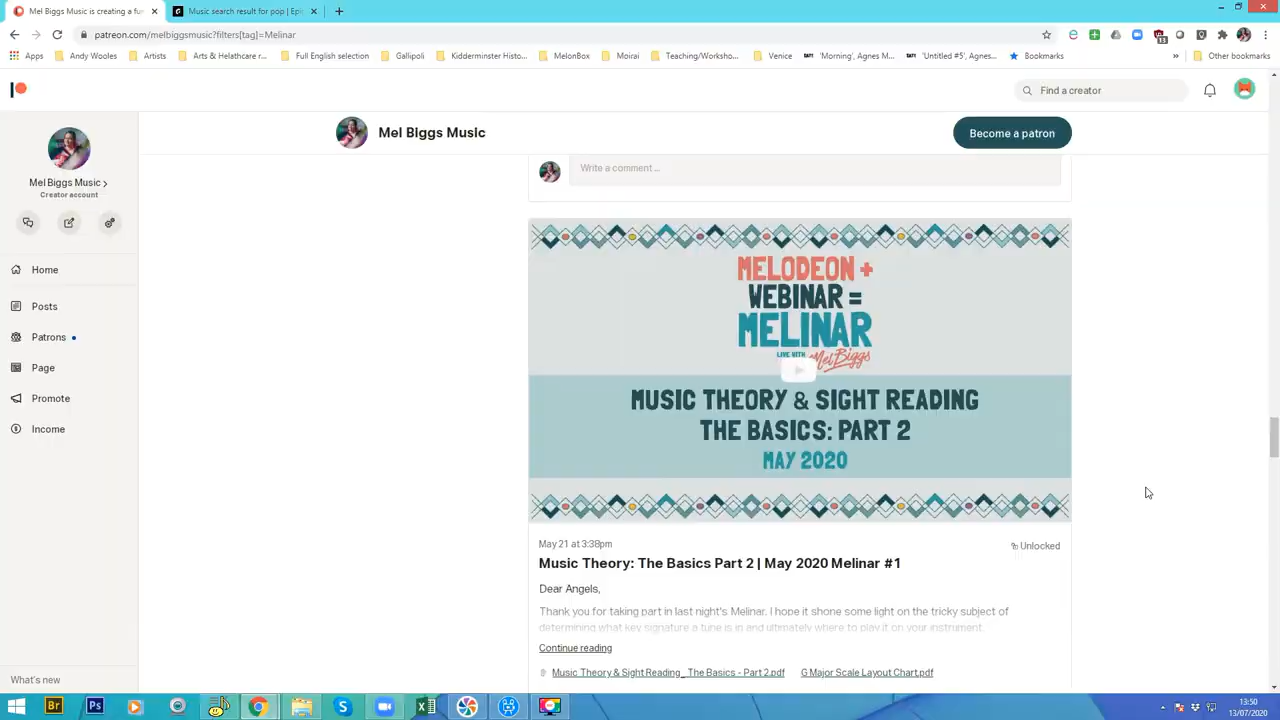 Mel Biggs Music is creating a fu
Music search result for pop | Epi
patreon.com/melbiggsmusic?filters[tag]=Melinar
Apps
Andy Wooles
Artists
Arts & Helathcare r...
Full English selection
Gallipoli
Kidderminster Histo...
MelonBox
Moirai
Teaching/Worksho...
Venice
'Morning', Agnes M...
'Untitled #5', Agnes...
Bookmarks
»
Other bookmarks
Find a creator
Mel Biggs Music
Become a patron
Mel Biggs Music
Creator account
Home
Posts
Patrons
Page
Promote
Income
What's new
Write a comment ...
MELODEON +
WEBINAR =
MELINAR
LIVE WITH Mel Biggs
MUSIC THEORY & SIGHT READING
THE BASICS: PART 2
MAY 2020
May 21 at 3:38pm
Unlocked
Music Theory: The Basics Part 2 | May 2020 Melinar #1
Dear Angels,
Thank you for taking part in last night's Melinar. I hope it shone some light on the tricky subject of
determining what key signature a tune is in and ultimately where to play it on your instrument.
Continue reading
Music Theory & Sight Reading_ The Basics - Part 2.pdf
G Major Scale Layout Chart.pdf
Br
Ps
13:50
13/07/2020